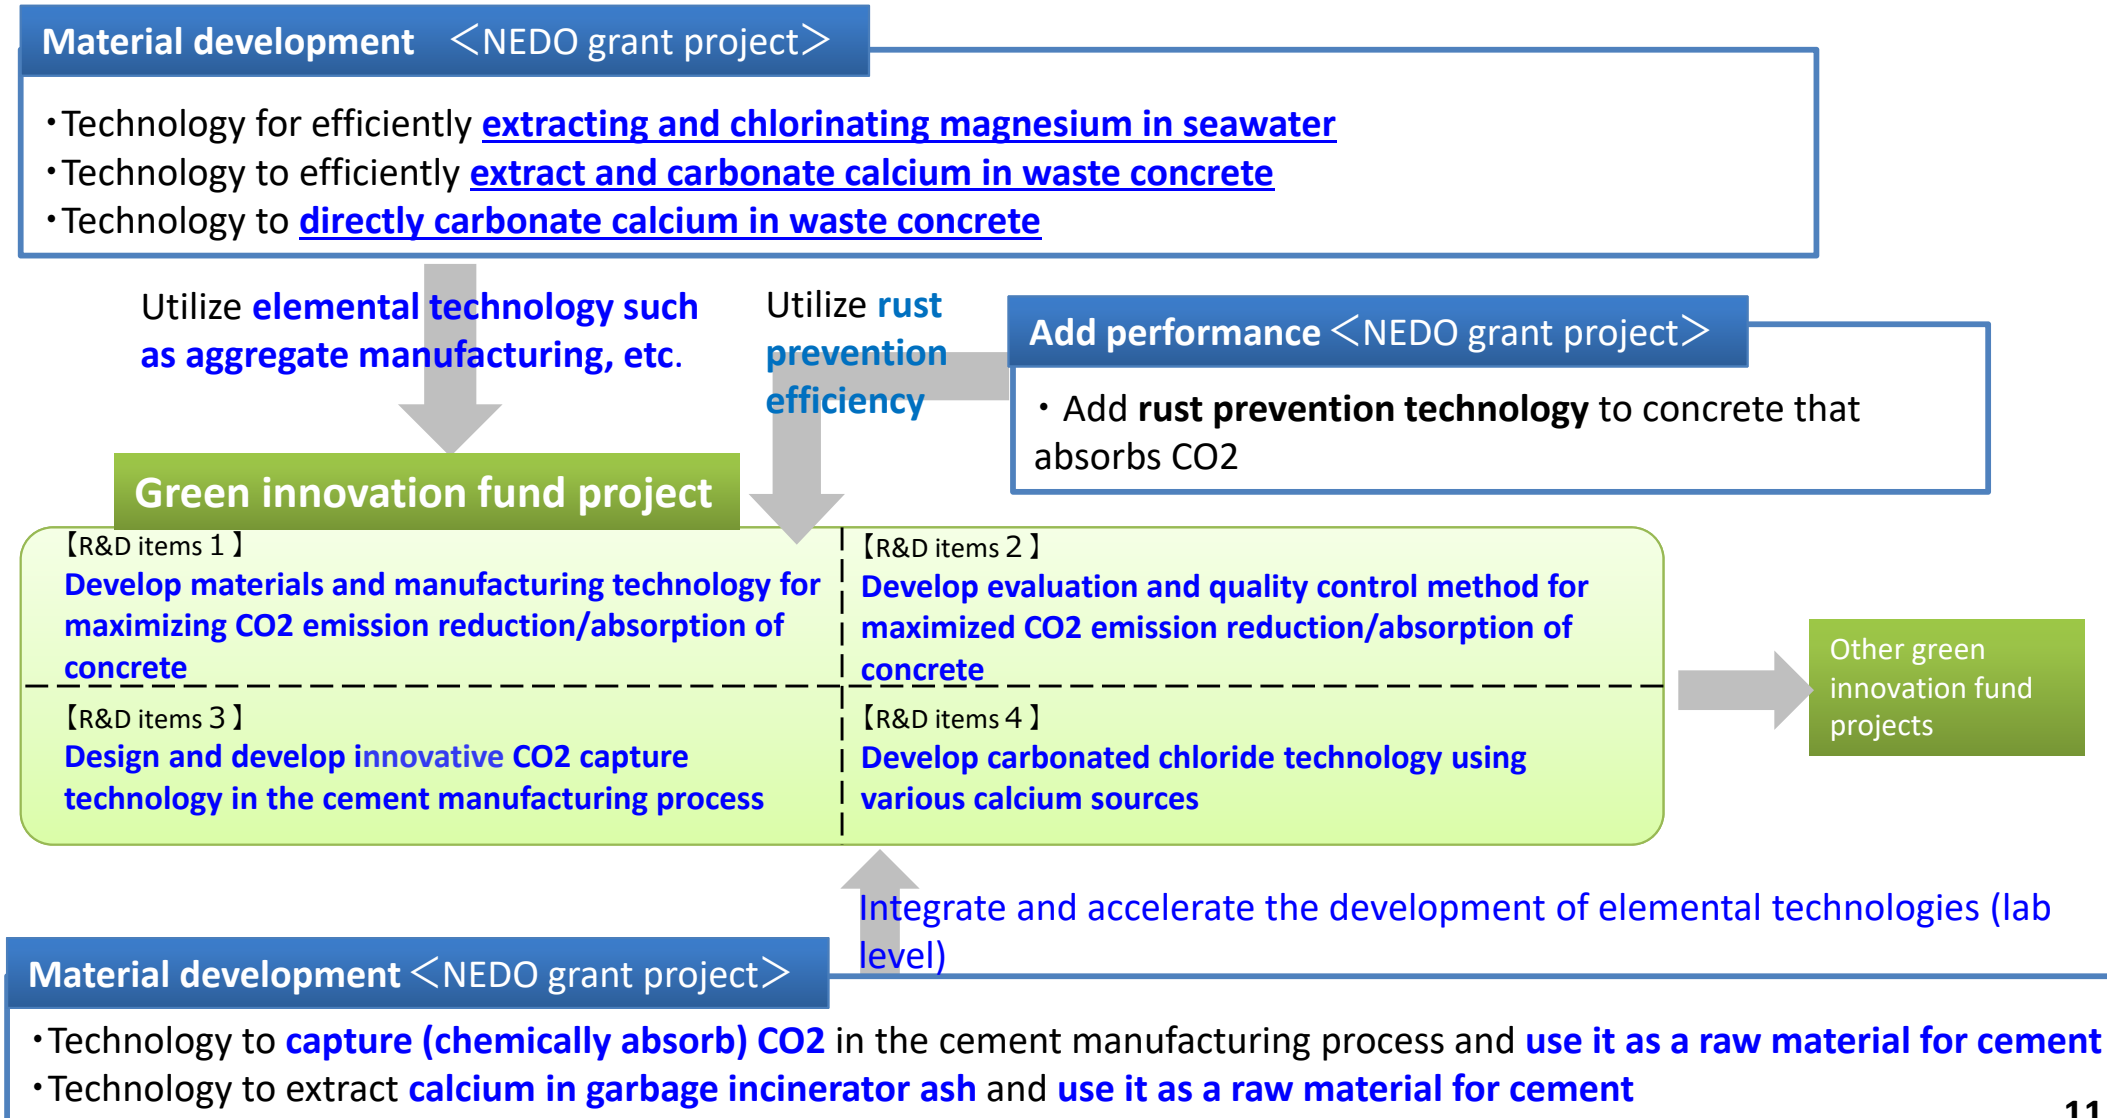 Material development ＜NEDO grant project＞
・Technology for efficiently extracting and chlorinating magnesium in seawater
・Technology to efficiently extract and carbonate calcium in waste concrete
・Technology to directly carbonate calcium in waste concrete
Utilize elemental technology such
as aggregate manufacturing, etc.
Utilize rust
prevention
efficiency
Add performance＜NEDO grant project＞
・Add rust prevention technology to concrete that
absorbs CO2
Green innovation fund project
【R&D items１】
Develop materials and manufacturing technology for
maximizing CO2 emission reduction/absorption of
concrete
【R&D items２】
Develop evaluation and quality control method for
maximized CO2 emission reduction/absorption of
concrete
【R&D items３】
Design and develop innovative CO2 capture
technology in the cement manufacturing process
【R&D items４】
Develop carbonated chloride technology using
various calcium sources
Other green
innovation fund
projects
Integrate and accelerate the development of elemental technologies (lab
level)
Material development＜NEDO grant project＞
・Technology to capture (chemically absorb) CO2 in the cement manufacturing process and use it as a raw material for cement
・Technology to extract calcium in garbage incinerator ash and use it as a raw material for cement
11